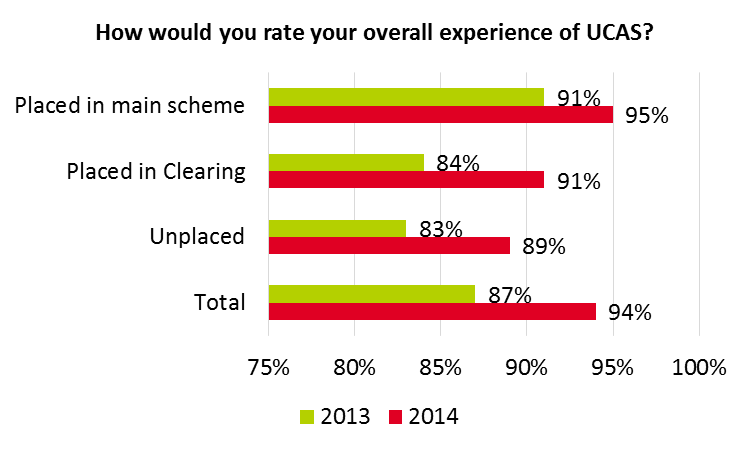 How would you rate your overall experience of UCAS?
Placed in main scheme 91%
95%
Placed in Clearing 84%
91%
Unplaced 83%
89%
Total 87%
94%
75% 80% 85% 90% 95% 100%
2013 2014